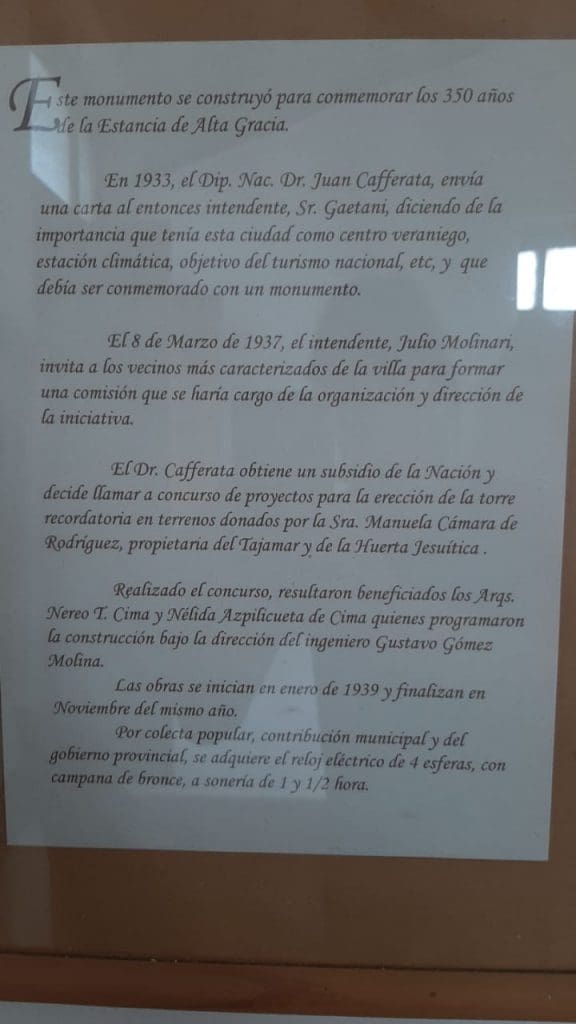 Este monumento se construyó para conmemorar los 350 años
de la Estancia de Alta Gracia.
En 1933, el Dip. Nac. Dr. Juan Cafferata, envía
una carta al entonces intendente, Sr. Gaetani, diciendo de la
importancia que tenía esta ciudad como centro veraniego,
estación climática, objetivo del turismo nacional, etc, y que
debía ser conmemorado con un monumento.
El 8 de Marzo de 1937, el intendente, Julio Molinari,
invita a los vecinos más caracterizados de la villa para formar
una comisión que se haría cargo de la organización y dirección de
la iniciativa.
El Dr. Cafferata obtiene un subsidio de la Nación y
decide llamar a concurso de proyectos para la erección de la torre
recordatoria en terrenos donados por la Sra. Manuela Cámara de
Rodríguez, propietaria del Tajamar y de la Huerta Jesuítica .
Realizado el concurso, resultaron beneficiados los Arqs.
Nereo T. Cima y Nélida Azpilicueta de Cima quienes programaron
la construcción bajo la dirección del ingeniero Gustavo Gómez
Molina.
Las obras se inician en enero de 1939 y finalizan en
Noviembre del mismo año.
Por colecta popular, contribución municipal y del
gobierno provincial, se adquiere el reloj eléctrico de 4 esferas, con
campana de bronce, a sonería de 1 y 1/2 hora.